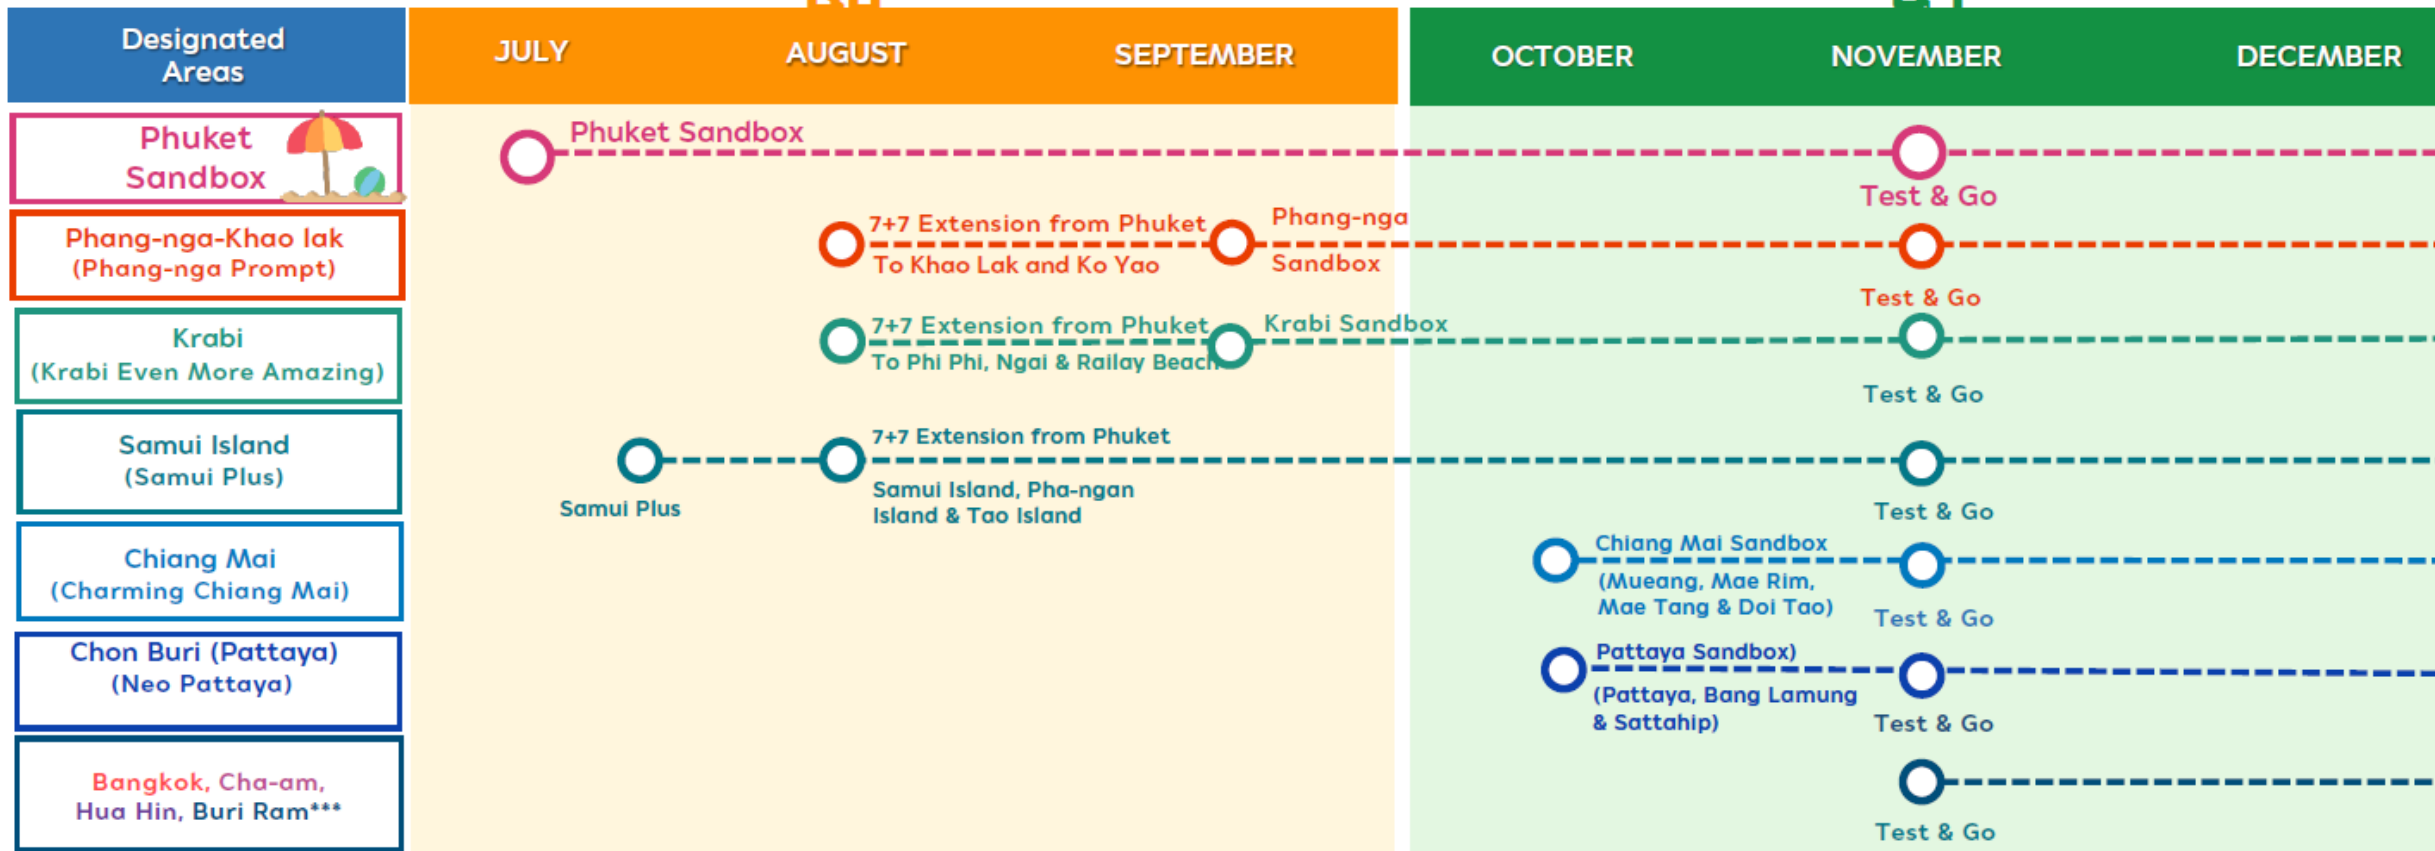 Designated
Areas
JULY
AUGUST
SEPTEMBER
OCTOBER
NOVEMBER
DECEMBER
Phuket
Sandbox
Phuket Sandbox
Test & Go
Phang-nga-Khao lak
(Phang-nga Prompt)
7+7 Extension from Phuket
To Khao Lak and Ko Yao
Phang-nga
Sandbox
Test & Go
Krabi
(Krabi Even More Amazing)
7+7 Extension from Phuket
To Phi Phi, Ngai & Railay Beach
Krabi Sandbox
Test & Go
Samui Island
(Samui Plus)
Samui Plus
7+7 Extension from Phuket
Samui Island, Pha-ngan
Island & Tao Island
Test & Go
Chiang Mai
(Charming Chiang Mai)
Chiang Mai Sandbox
(Mueang, Mae Rim,
Mae Tang & Doi Tao)
Test & Go
Chon Buri (Pattaya)
(Neo Pattaya)
Pattaya Sandbox)
(Pattaya, Bang Lamung
& Sattahip)
Test & Go
Bangkok, Cha-am,
Hua Hin, Buri Ram***
Test & Go